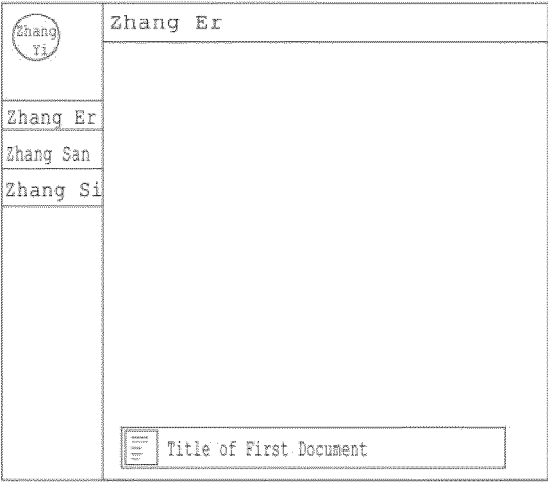 Zhang
Yi
Zhang Er
Zhang San
Zhang Si
Zhang Er
Title of First Document